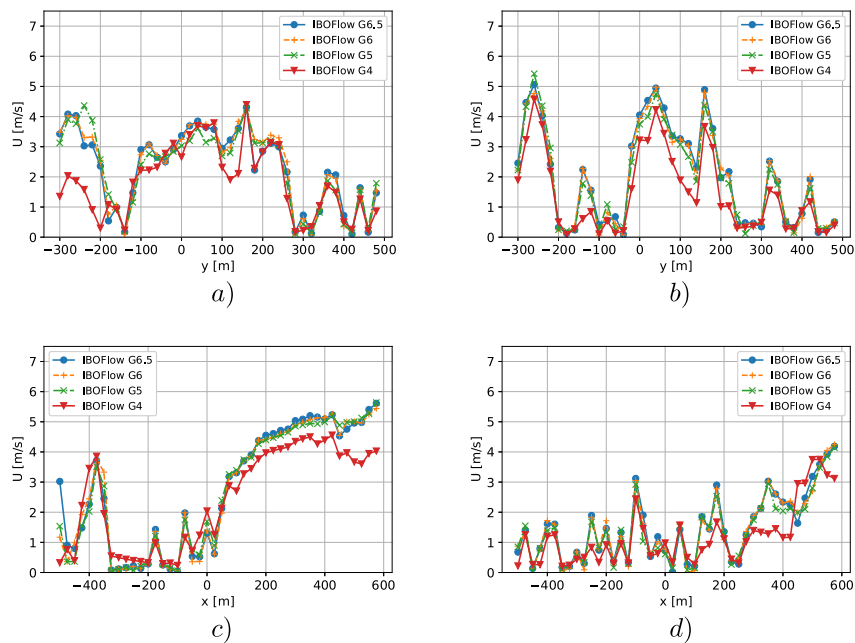 IBOFlow G6.5
IBOFlow G6
IBOFlow G5
IBOFlow G4
U [m/s]
7
6
5
4
3
2
1
0
−300 −200 −100 0 100 200 300 400 500
y [m]
a)
IBOFlow G6.5
IBOFlow G6
IBOFlow G5
IBOFlow G4
U [m/s]
7
6
5
4
3
2
1
0
−300 −200 −100 0 100 200 300 400 500
y [m]
b)
IBOFlow G6.5
IBOFlow G6
IBOFlow G5
IBOFlow G4
U [m/s]
7
6
5
4
3
2
1
0
−400 −200 0 200 400 600
x [m]
c)
IBOFlow G6.5
IBOFlow G6
IBOFlow G5
IBOFlow G4
U [m/s]
7
6
5
4
3
2
1
0
−400 −200 0 200 400 600
x [m]
d)